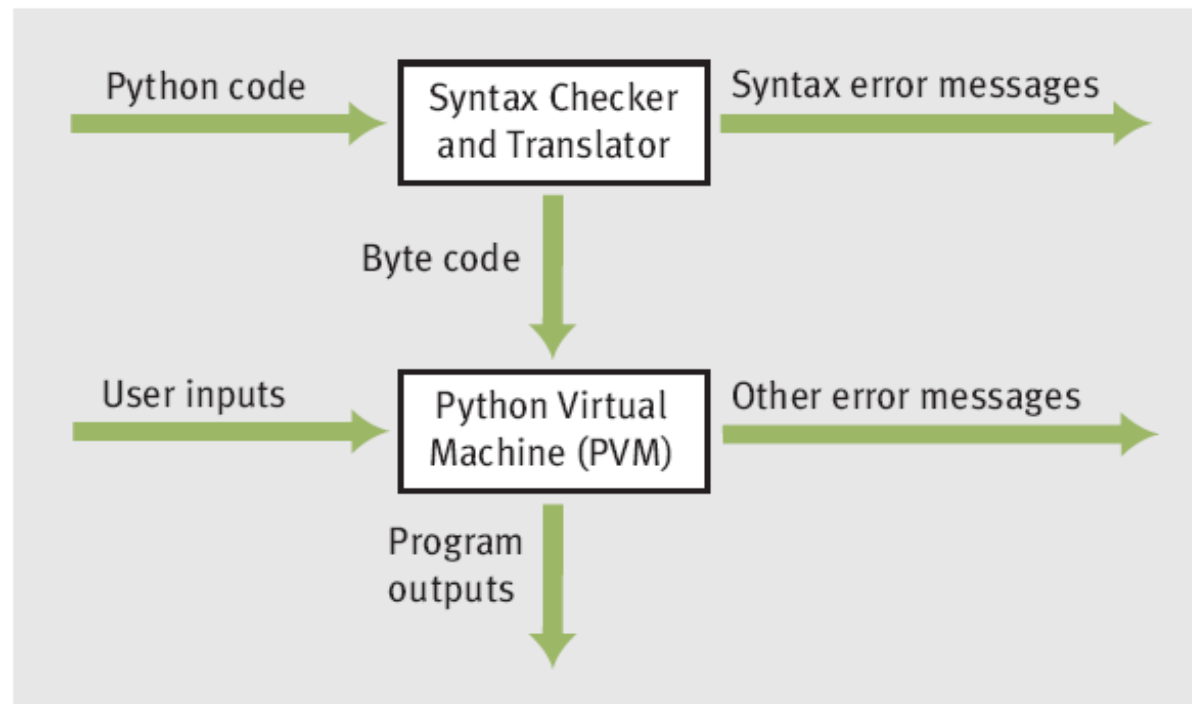 Python code
Syntax Checker
and Translator
Syntax error messages
Byte code
User inputs
Python Virtual
Machine (PVM)
Other error messages
Program
outputs